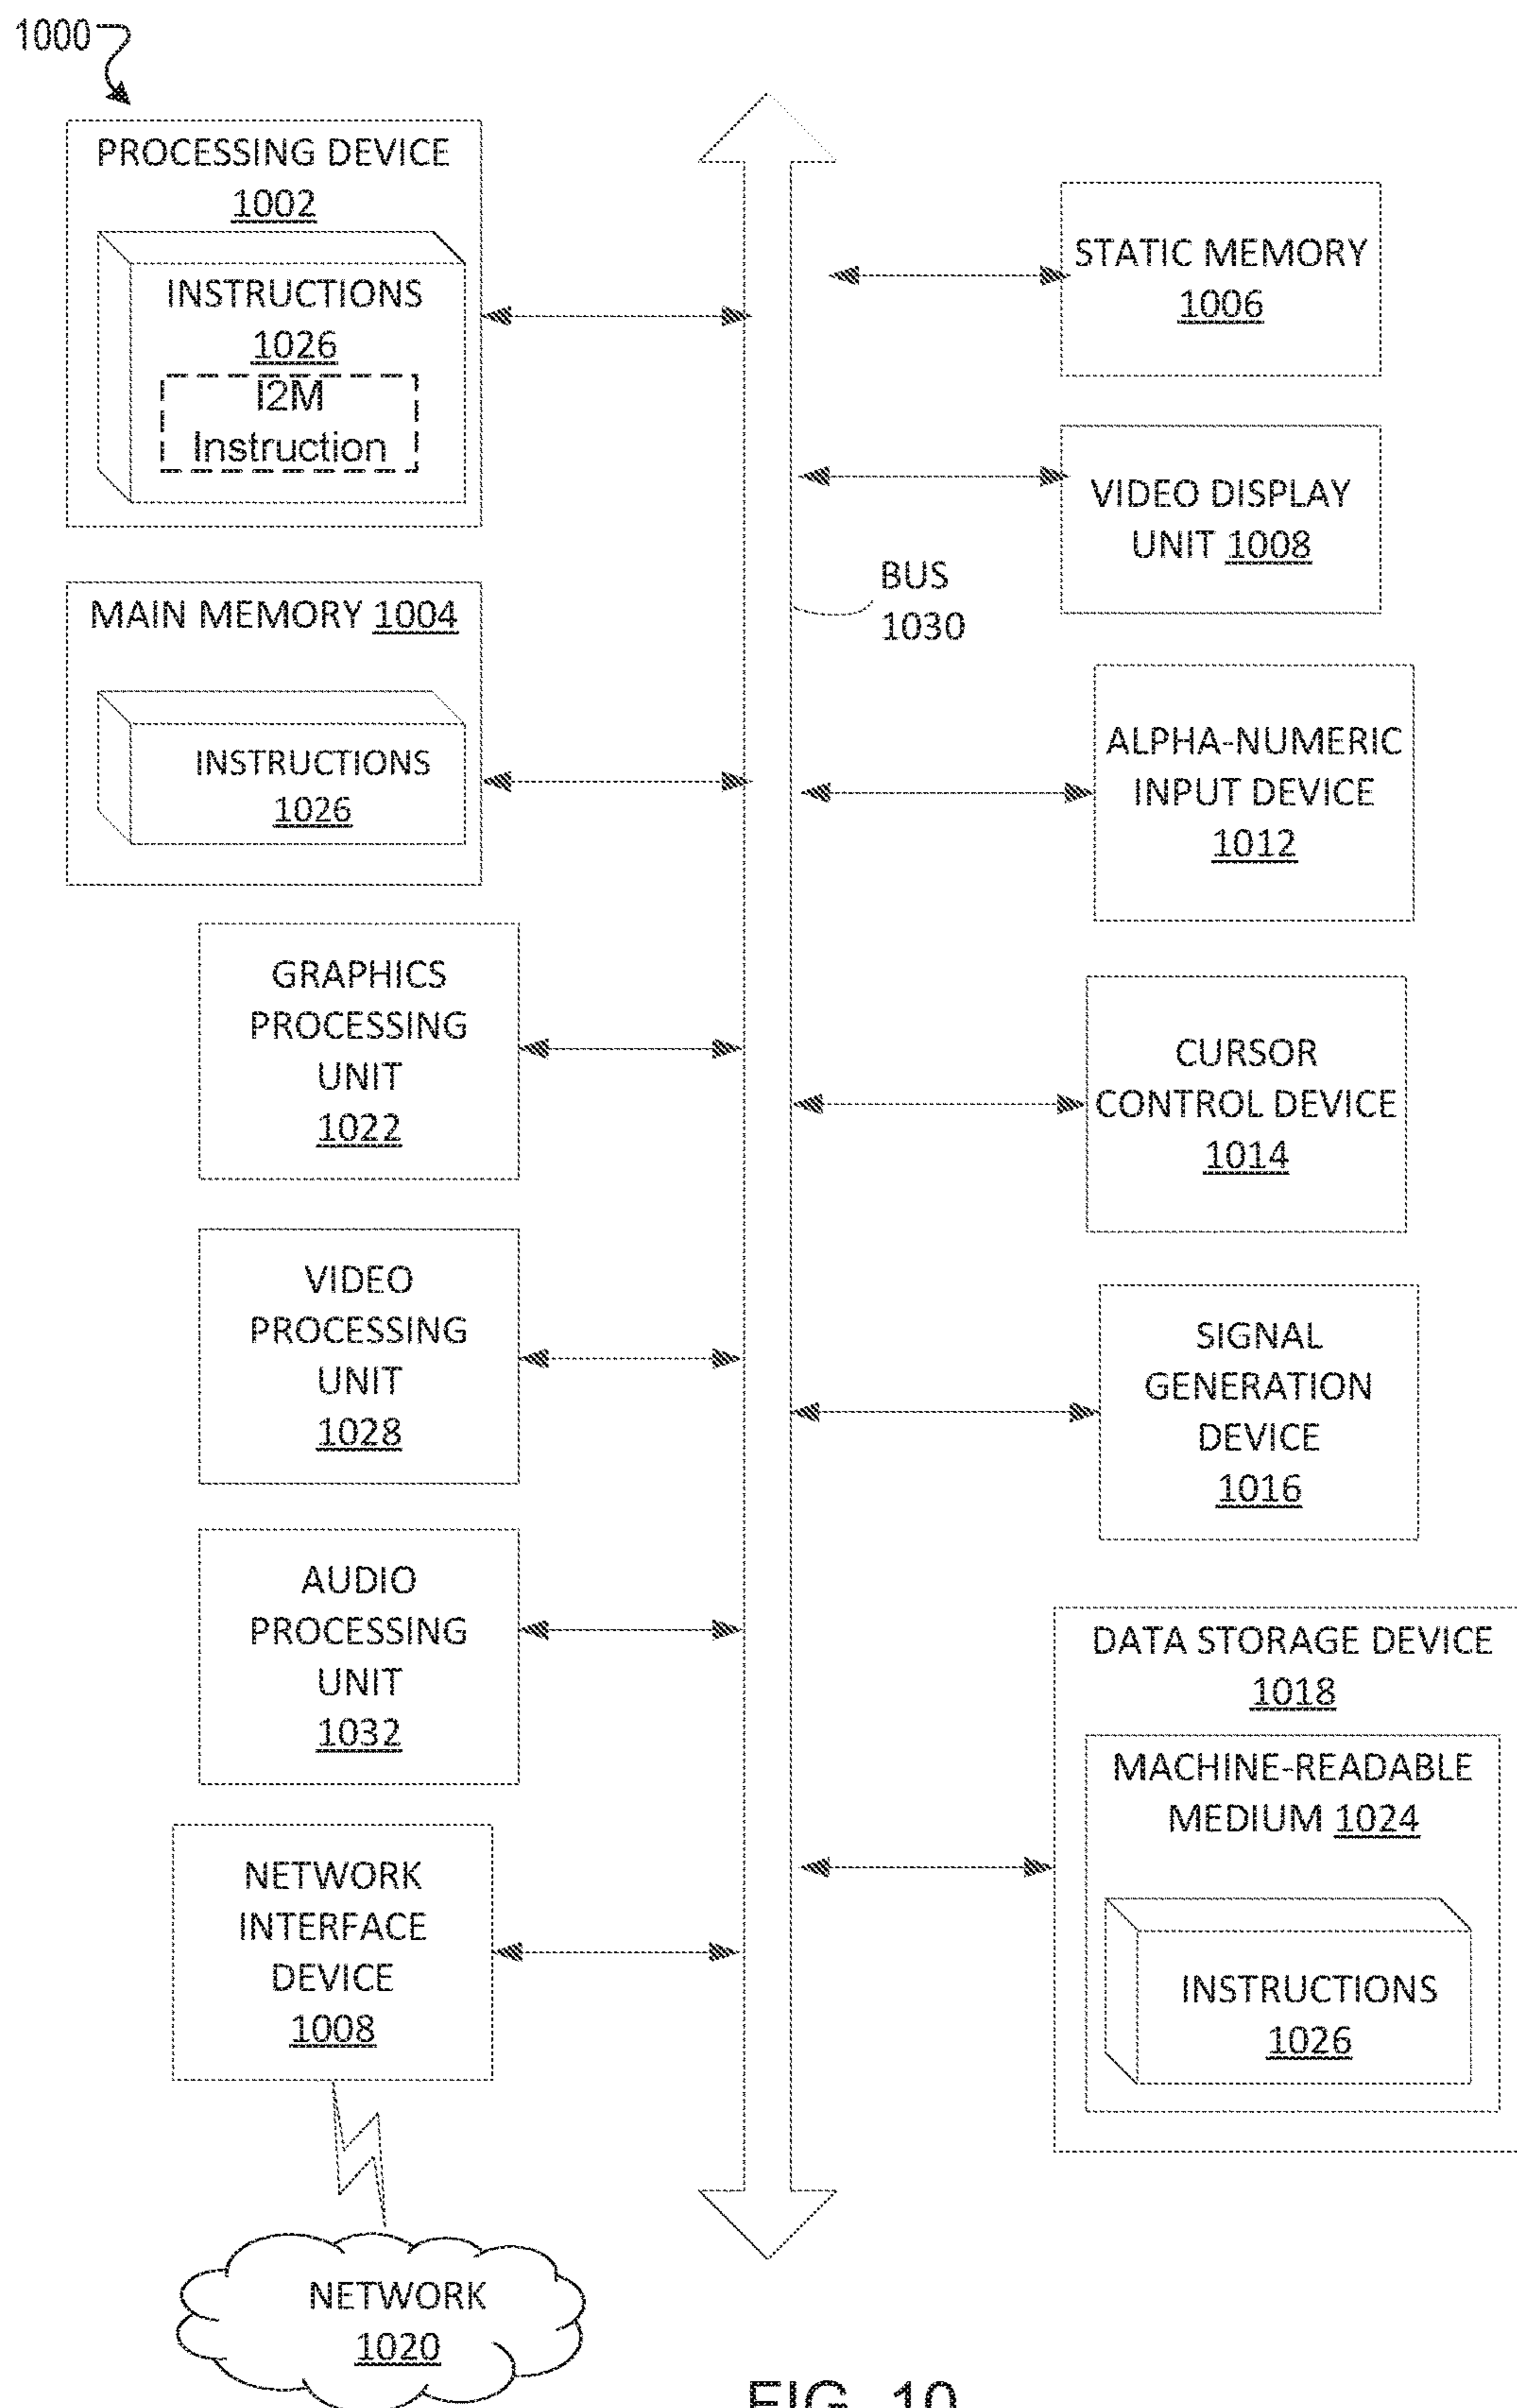 1000
PROCESSING DEVICE
1002
INSTRUCTIONS
1026
I2M
Instruction
MAIN MEMORY 1004
INSTRUCTIONS
1026
GRAPHICS
PROCESSING
UNIT
1022
VIDEO
PROCESSING
UNIT
1028
AUDIO
PROCESSING
UNIT
1032
NETWORK
INTERFACE
DEVICE
1008
NETWORK
1020
BUS
1030
STATIC MEMORY
1006
VIDEO DISPLAY
UNIT 1008
ALPHA-NUMERIC
INPUT DEVICE
1012
CURSOR
CONTROL DEVICE
1014
SIGNAL
GENERATION
DEVICE
1016
DATA STORAGE DEVICE
1018
MACHINE-READABLE
MEDIUM 1024
INSTRUCTIONS
1026
FIG. 10